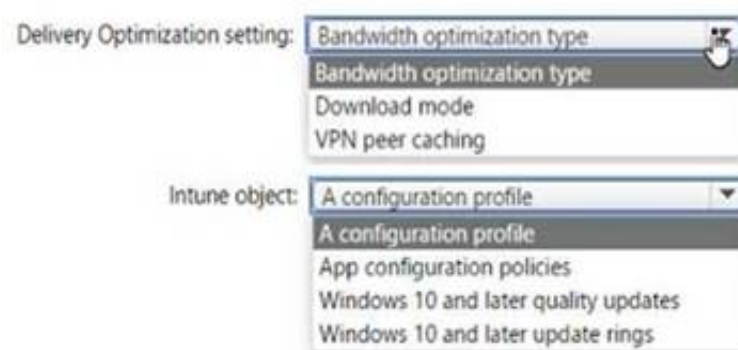 Delivery Optimization setting: Bandwidth optimization type
Bandwidth optimization type
Download mode
VPN peer caching
Intune object: A configuration profile
A configuration profile
App configuration policies
Windows 10 and later quality updates
Windows 10 and later update rings